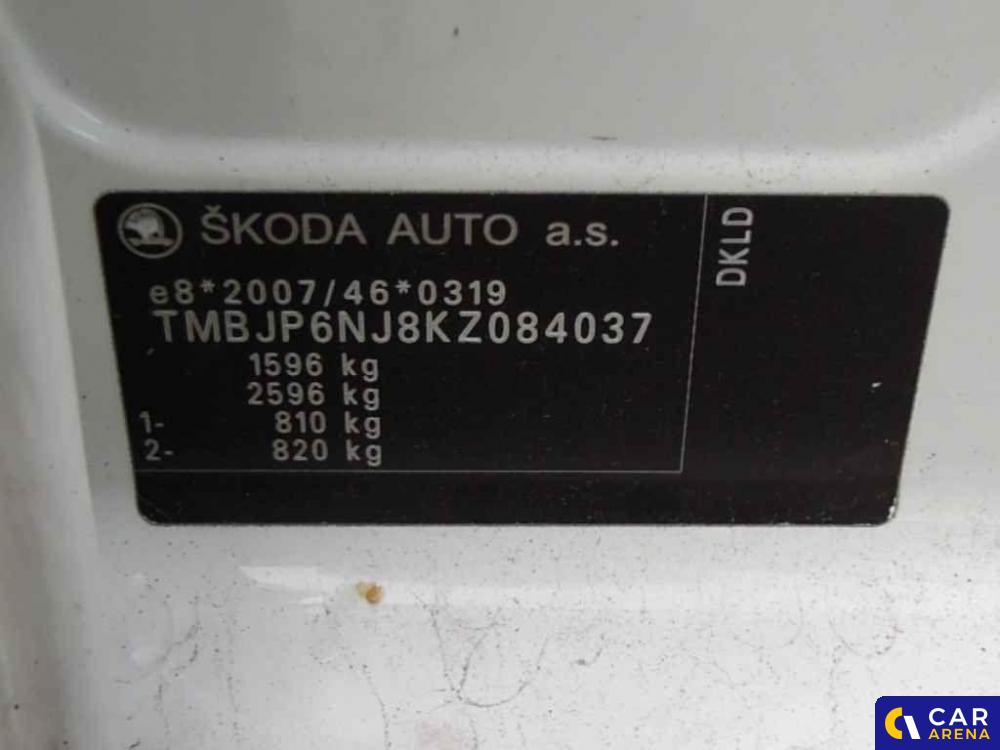 ŠKODA AUTO a.s.
DKLD
e8*2007/46*0319
TMBJP6NJ8KZ084037
1596 kg
2596 kg
1- 810 kg
2- 820 kg
CAR
ARENA